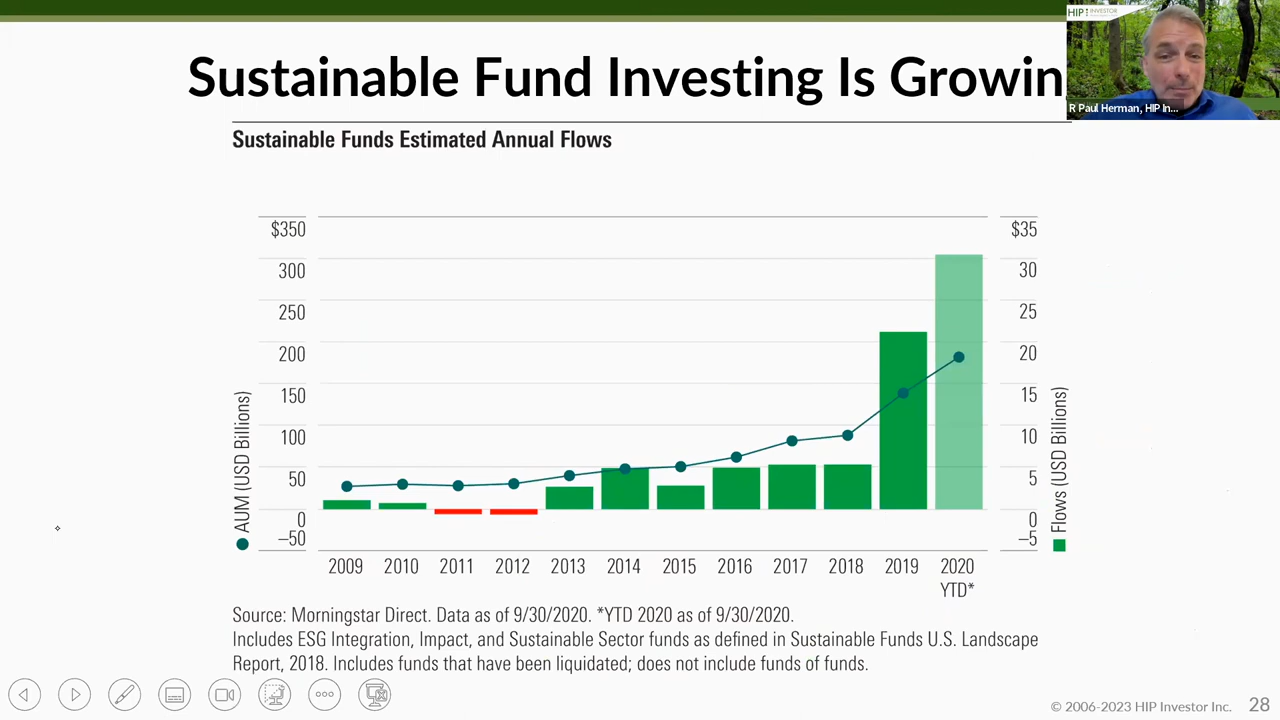 Sustainable Fund Investing Is Growin
HIP INVESTOR
R Paul Herman, HIP In...
Sustainable Funds Estimated Annual Flows
$350
300
250
200
150
100
50
0
–50
AUM (USD Billions)
$35
30
25
20
15
10
5
0
–5
Flows (USD Billions)
2009 2010 2011 2012 2013 2014 2015 2016 2017 2018 2019 2020
YTD*
Source: Morningstar Direct. Data as of 9/30/2020. *YTD 2020 as of 9/30/2020.
Includes ESG Integration, Impact, and Sustainable Sector funds as defined in Sustainable Funds U.S. Landscape
Report, 2018. Includes funds that have been liquidated; does not include funds of funds.
© 2006-2023 HIP Investor Inc. 28